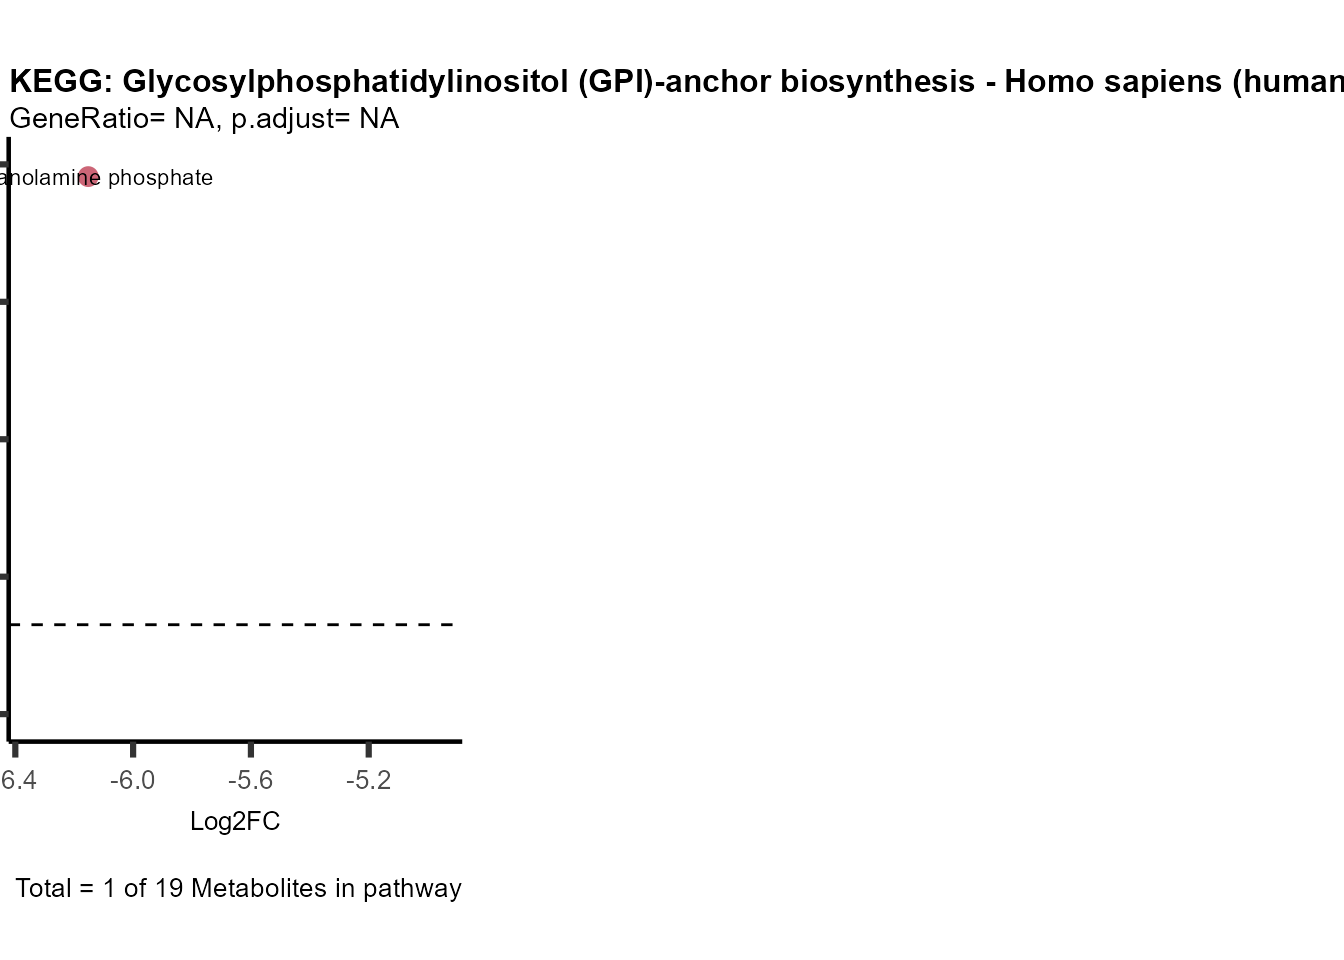 KEGG: Glycosylphosphatidylinositol (GPI)-anchor biosynthesis - Homo sapiens (human
GeneRatio= NA, p.adjust= NA
anolamine phosphate
6.4 -6.0 -5.6 -5.2
Log2FC
Total = 1 of 19 Metabolites in pathway